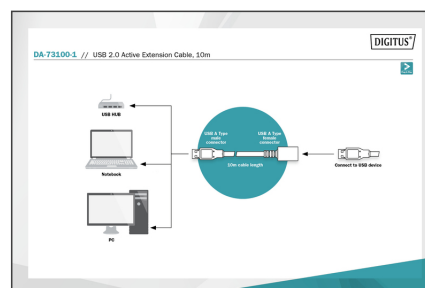 DIGITUS®
DA-73100-1 // USB 2.0 Active Extension Cable, 10m
USB HUB
USB A Type
male
connector
USB A Type
female
connector
10m cable length
Connect to USB device
Notebook
PC